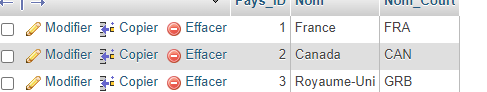 Pays_ID Nom Nom_Court
Modifier Copier Effacer 1 France FRA
Modifier Copier Effacer 2 Canada CAN
Modifier Copier Effacer 3 Royaume-Uni GRB